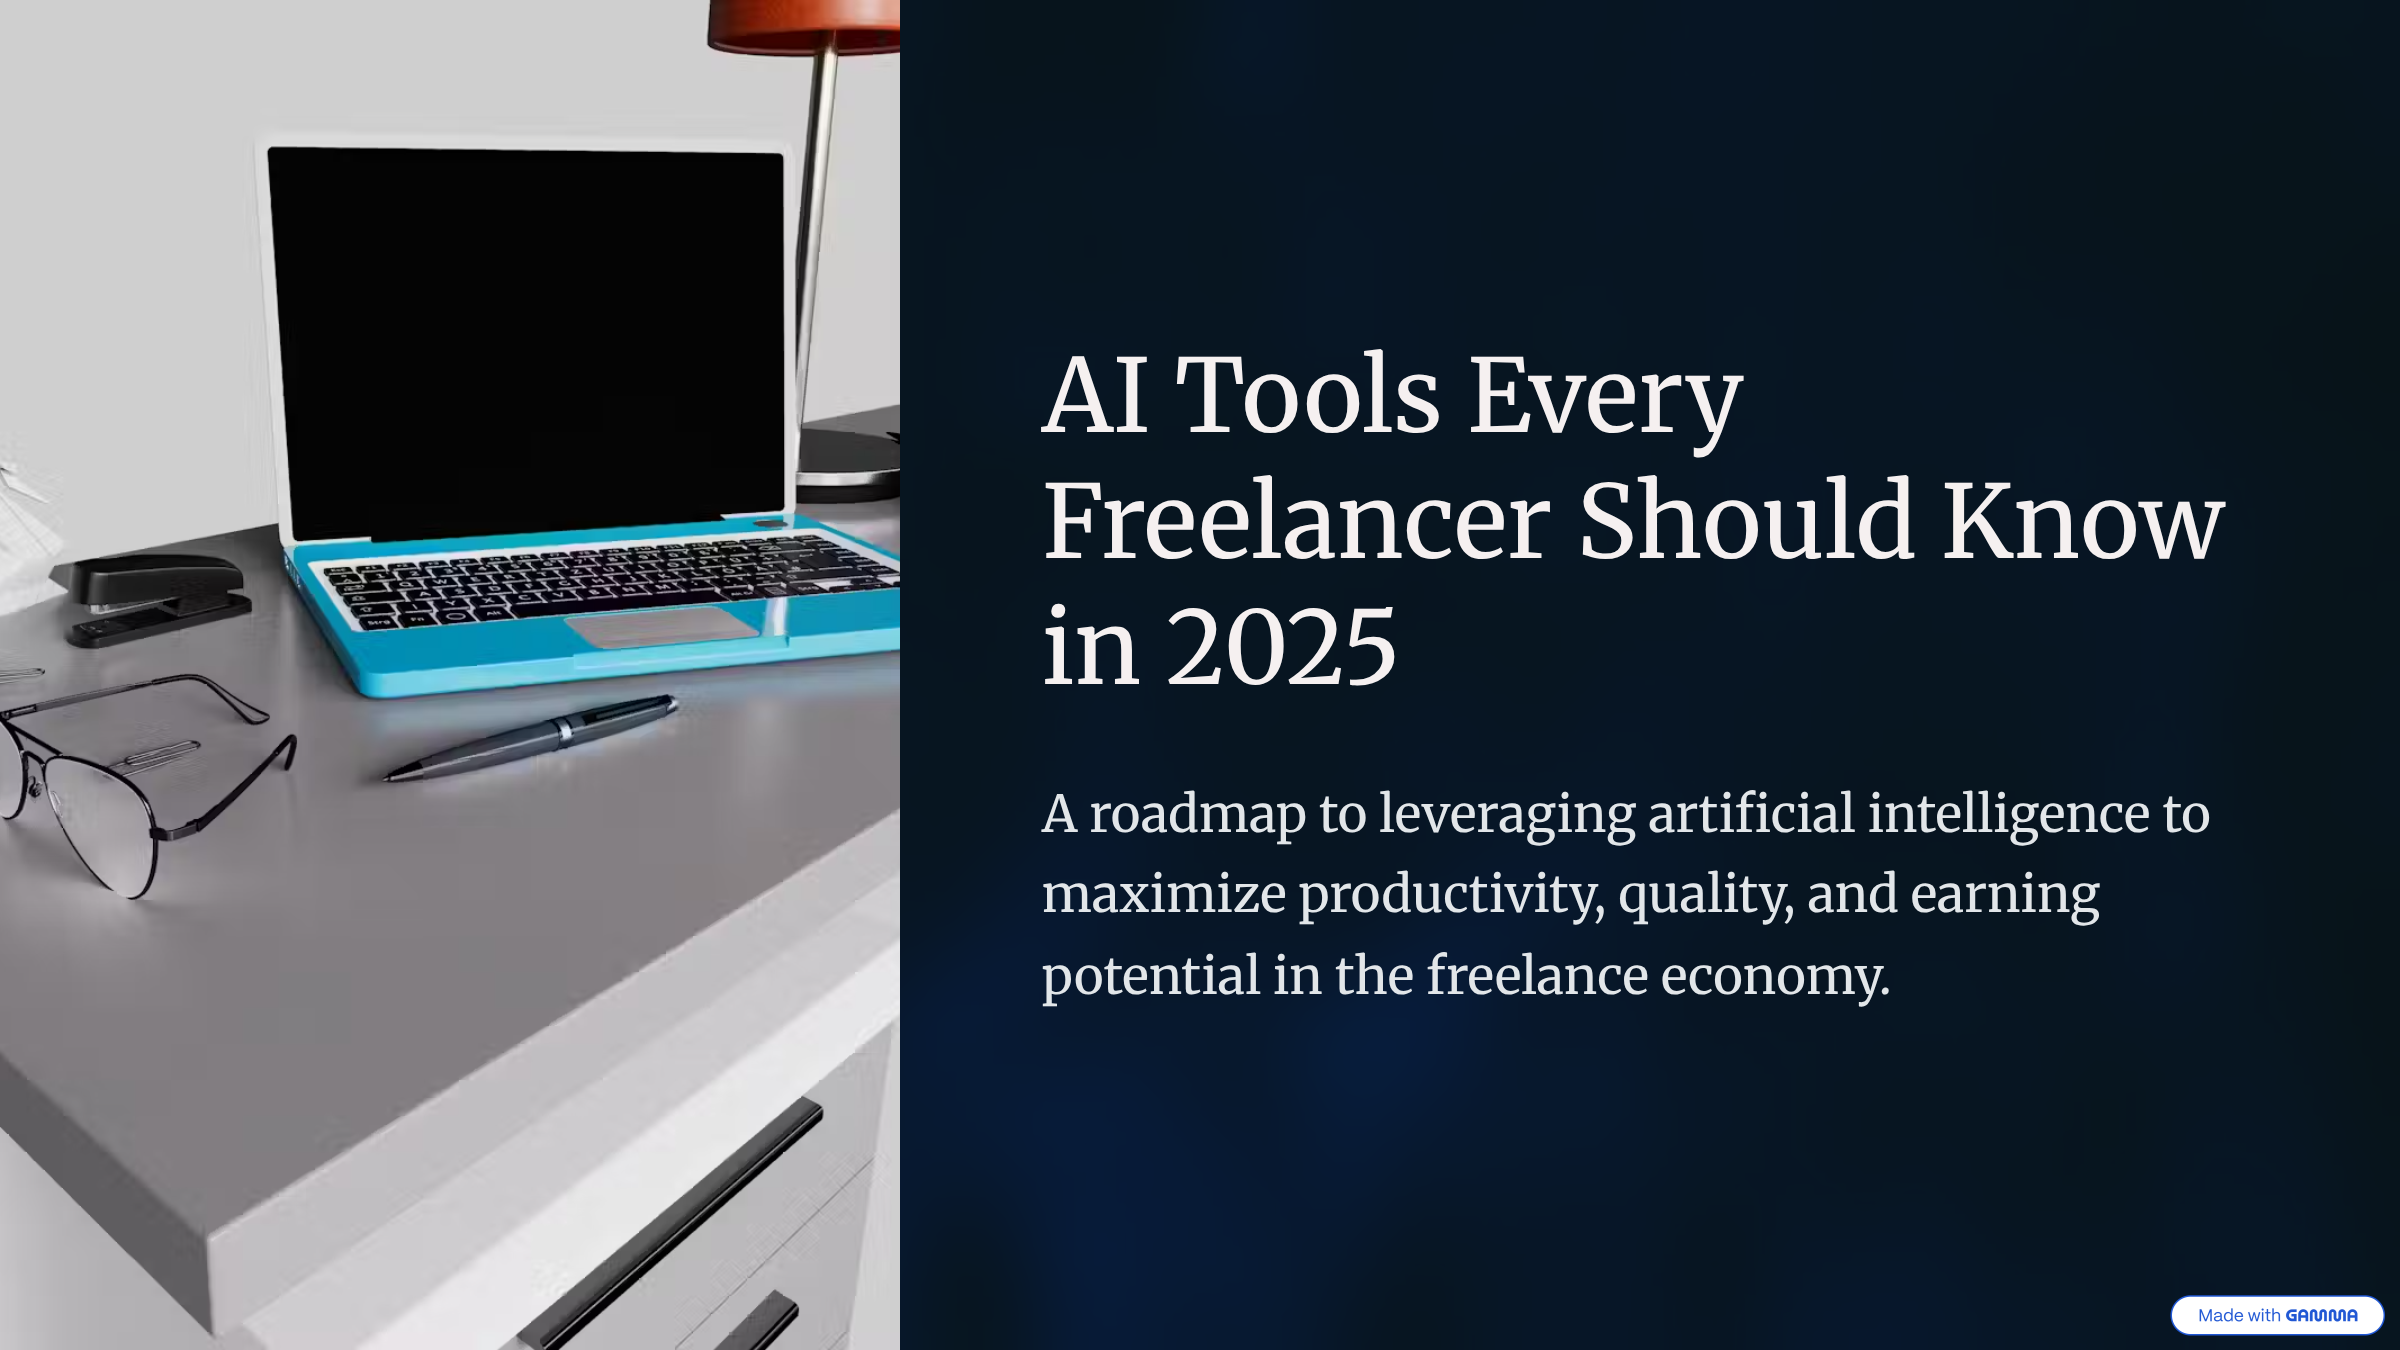 AI Tools Every
Freelancer Should Know
in 2025
A roadmap to leveraging artificial intelligence to
maximize productivity, quality, and earning
potential in the freelance economy.
Made with GAMMA